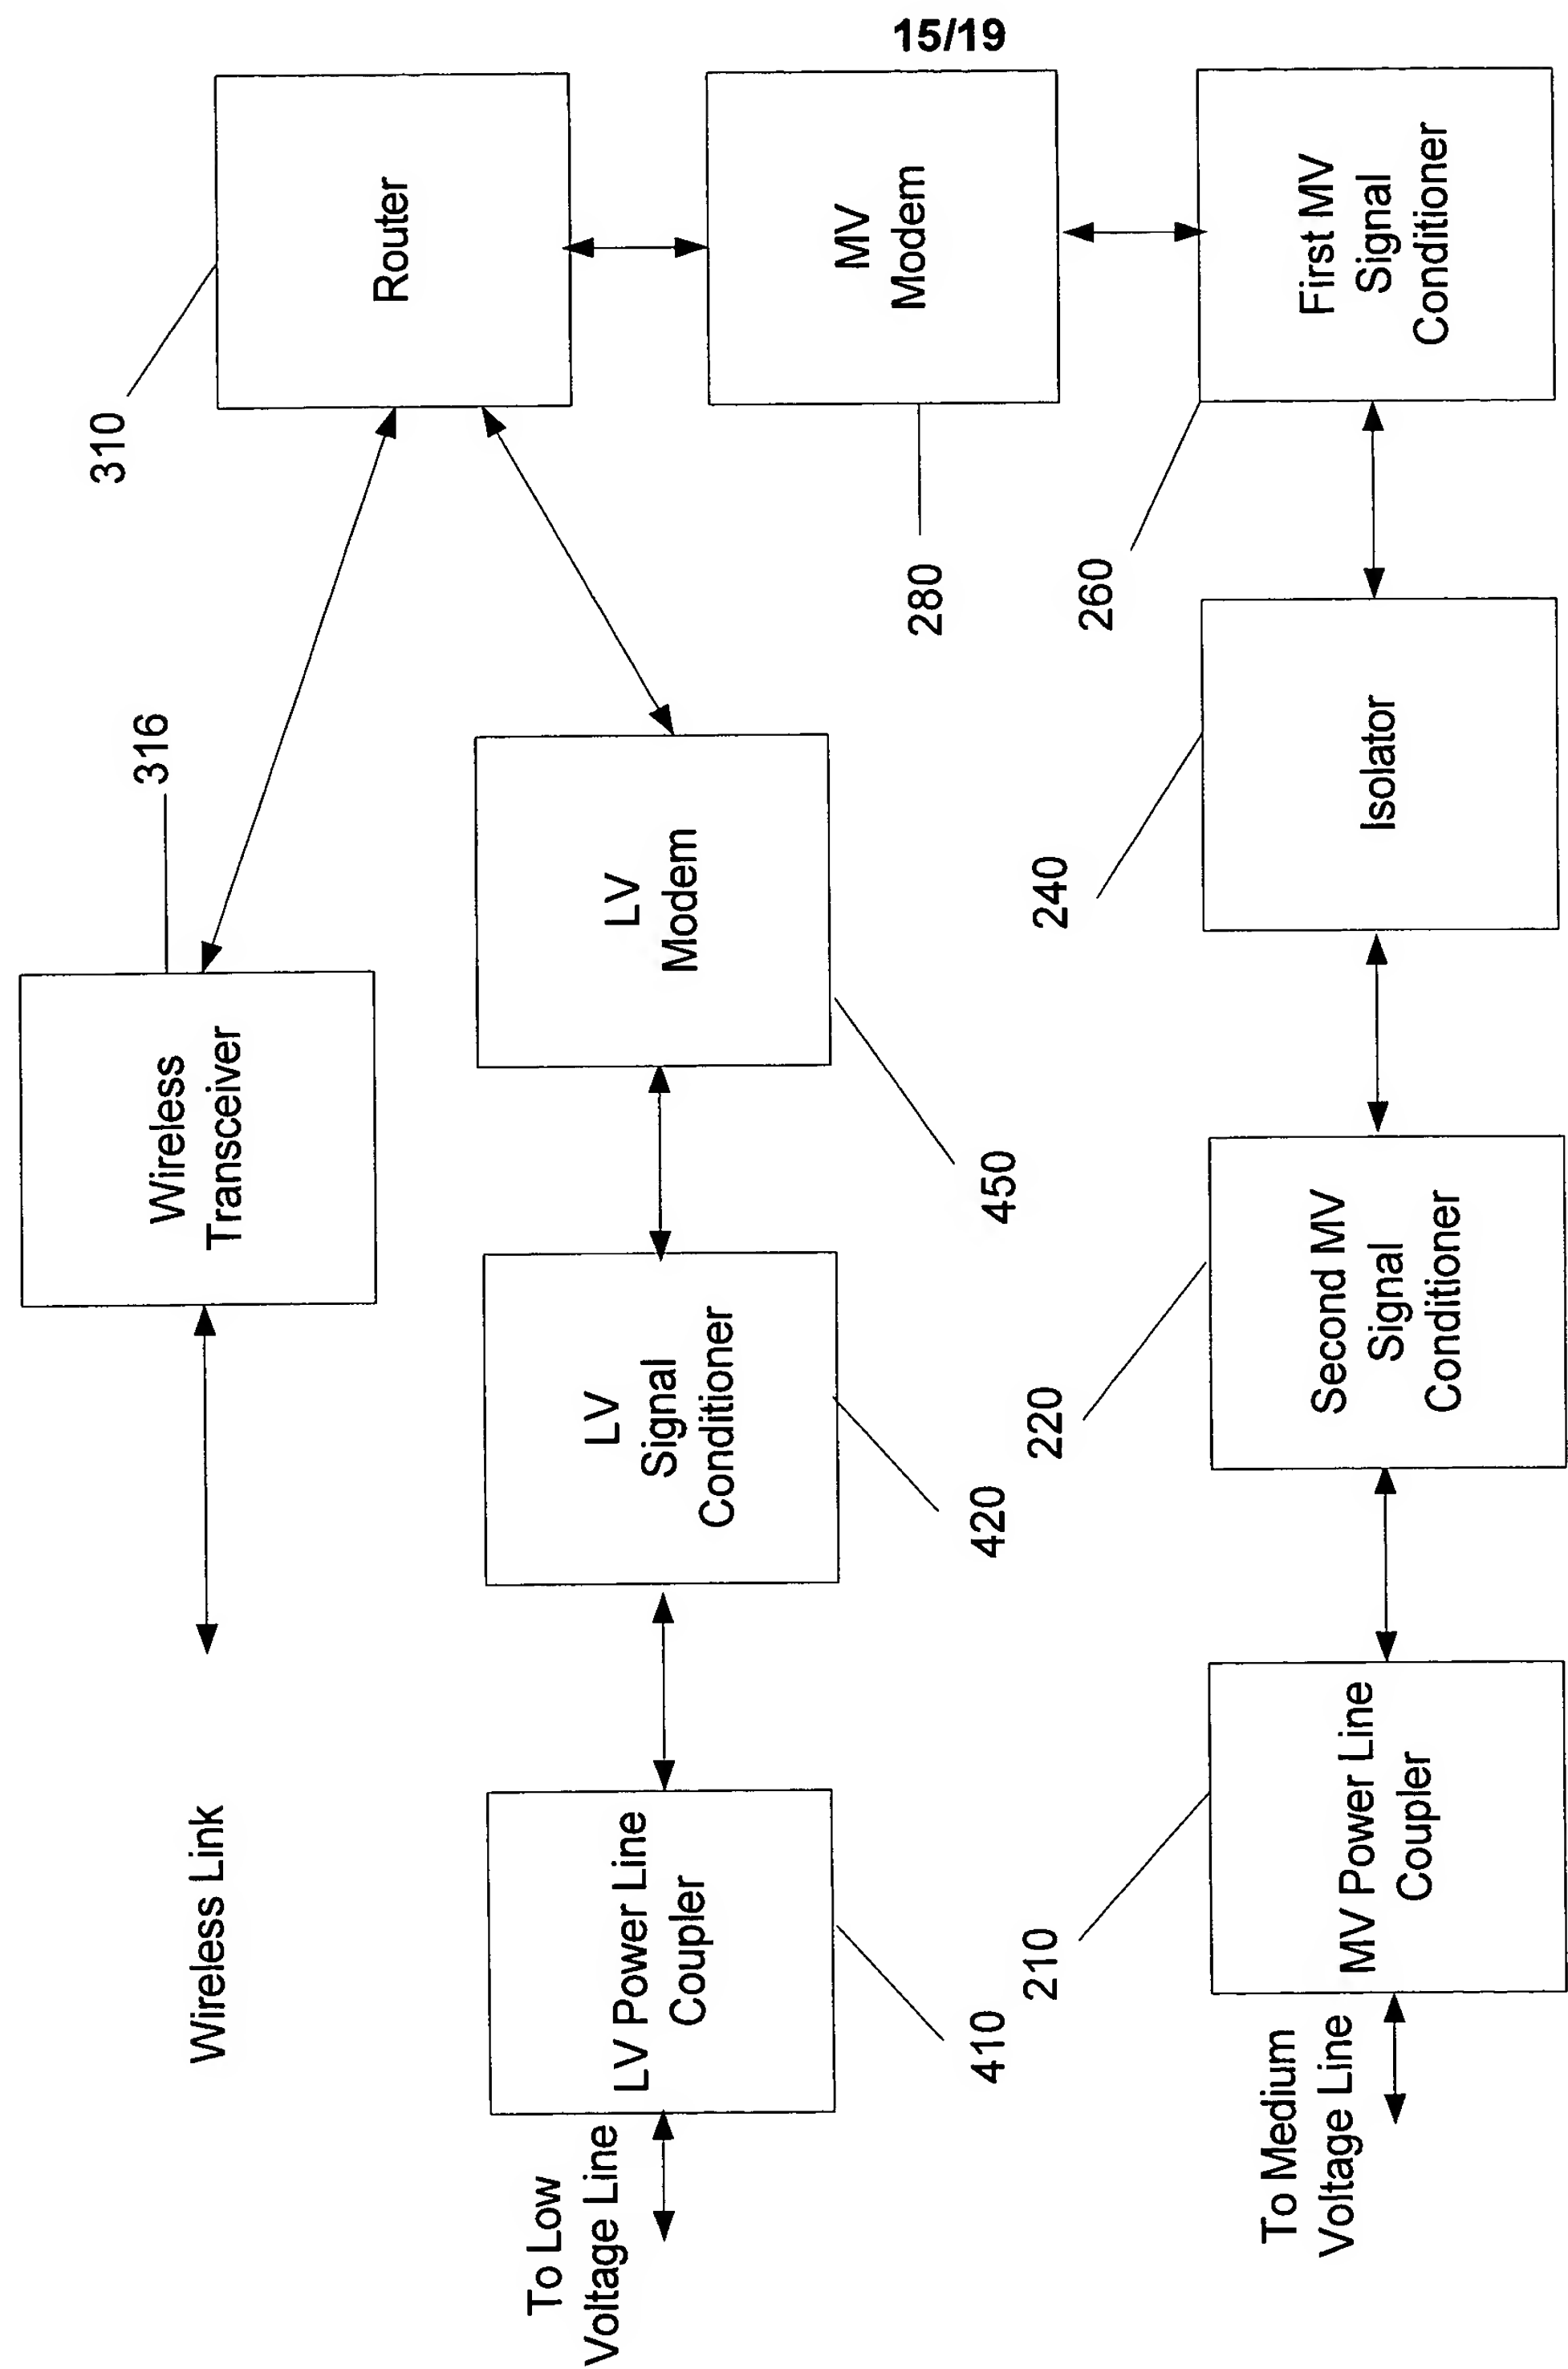 15/19
Wireless Link
Wireless
Transceiver
316
310
Router
To Low
Voltage Line
LV Power Line
Coupler
410
LV
Signal
Conditioner
420
LV
Modem
450
MV
Modem
280
To Medium
Voltage Line
MV Power Line
Coupler
210
Second MV
Signal
Conditioner
220
Isolator
240
First MV
Signal
Conditioner
260